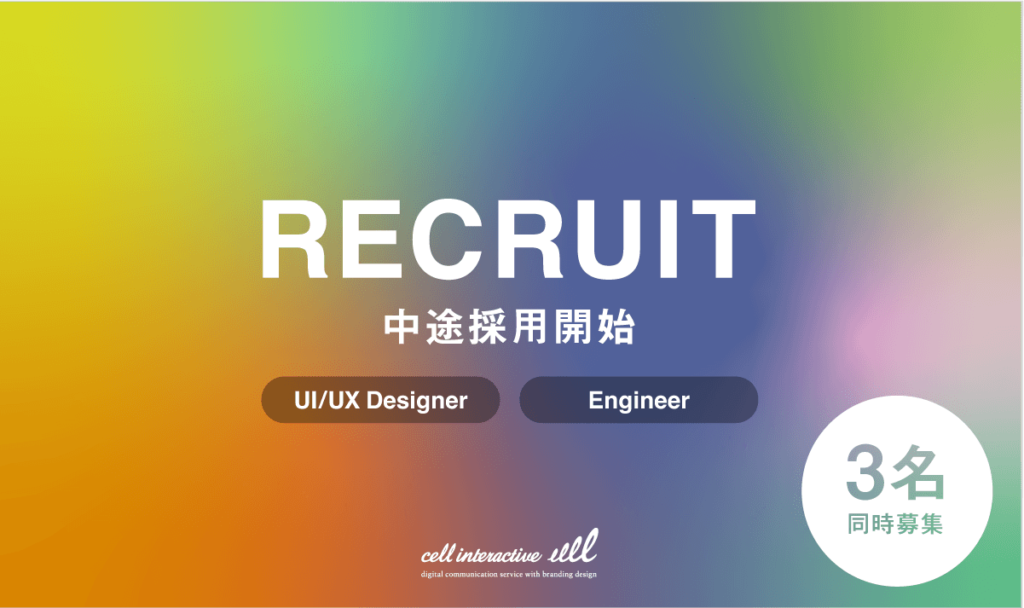 RECRUIT
中途採用開始
UI/UX Designer
Engineer
3名
同時募集
cell interactive
digital communication service with branding design